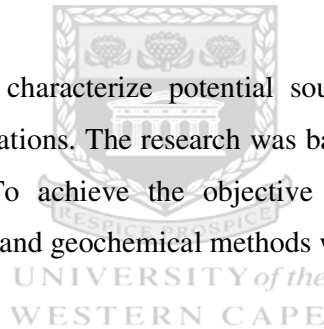 characterize potential sou
ations. The research was ba
To achieve the objective
RESPICE PROSPICE
and geochemical methods v
UNIVERSITY of the
WESTERN CAPE